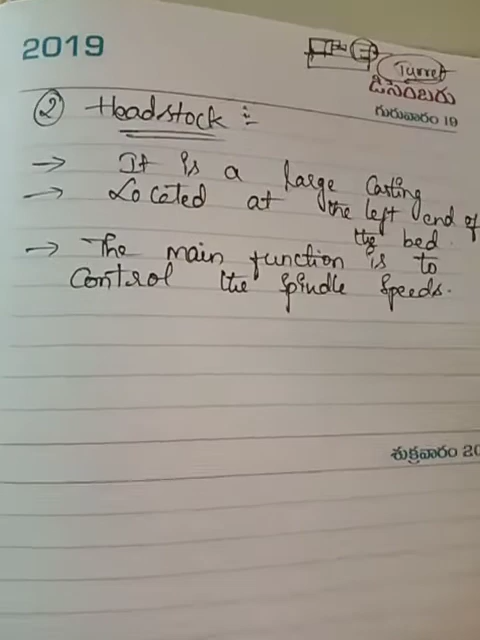 2019
Turret
డిసెంబరు
గురువారం 19
② Headstock :-
→ It is a large casting
→ Located at the left end of
the bed.
→ The main function is to
control the spindle speeds.
శుక్రవారం 20